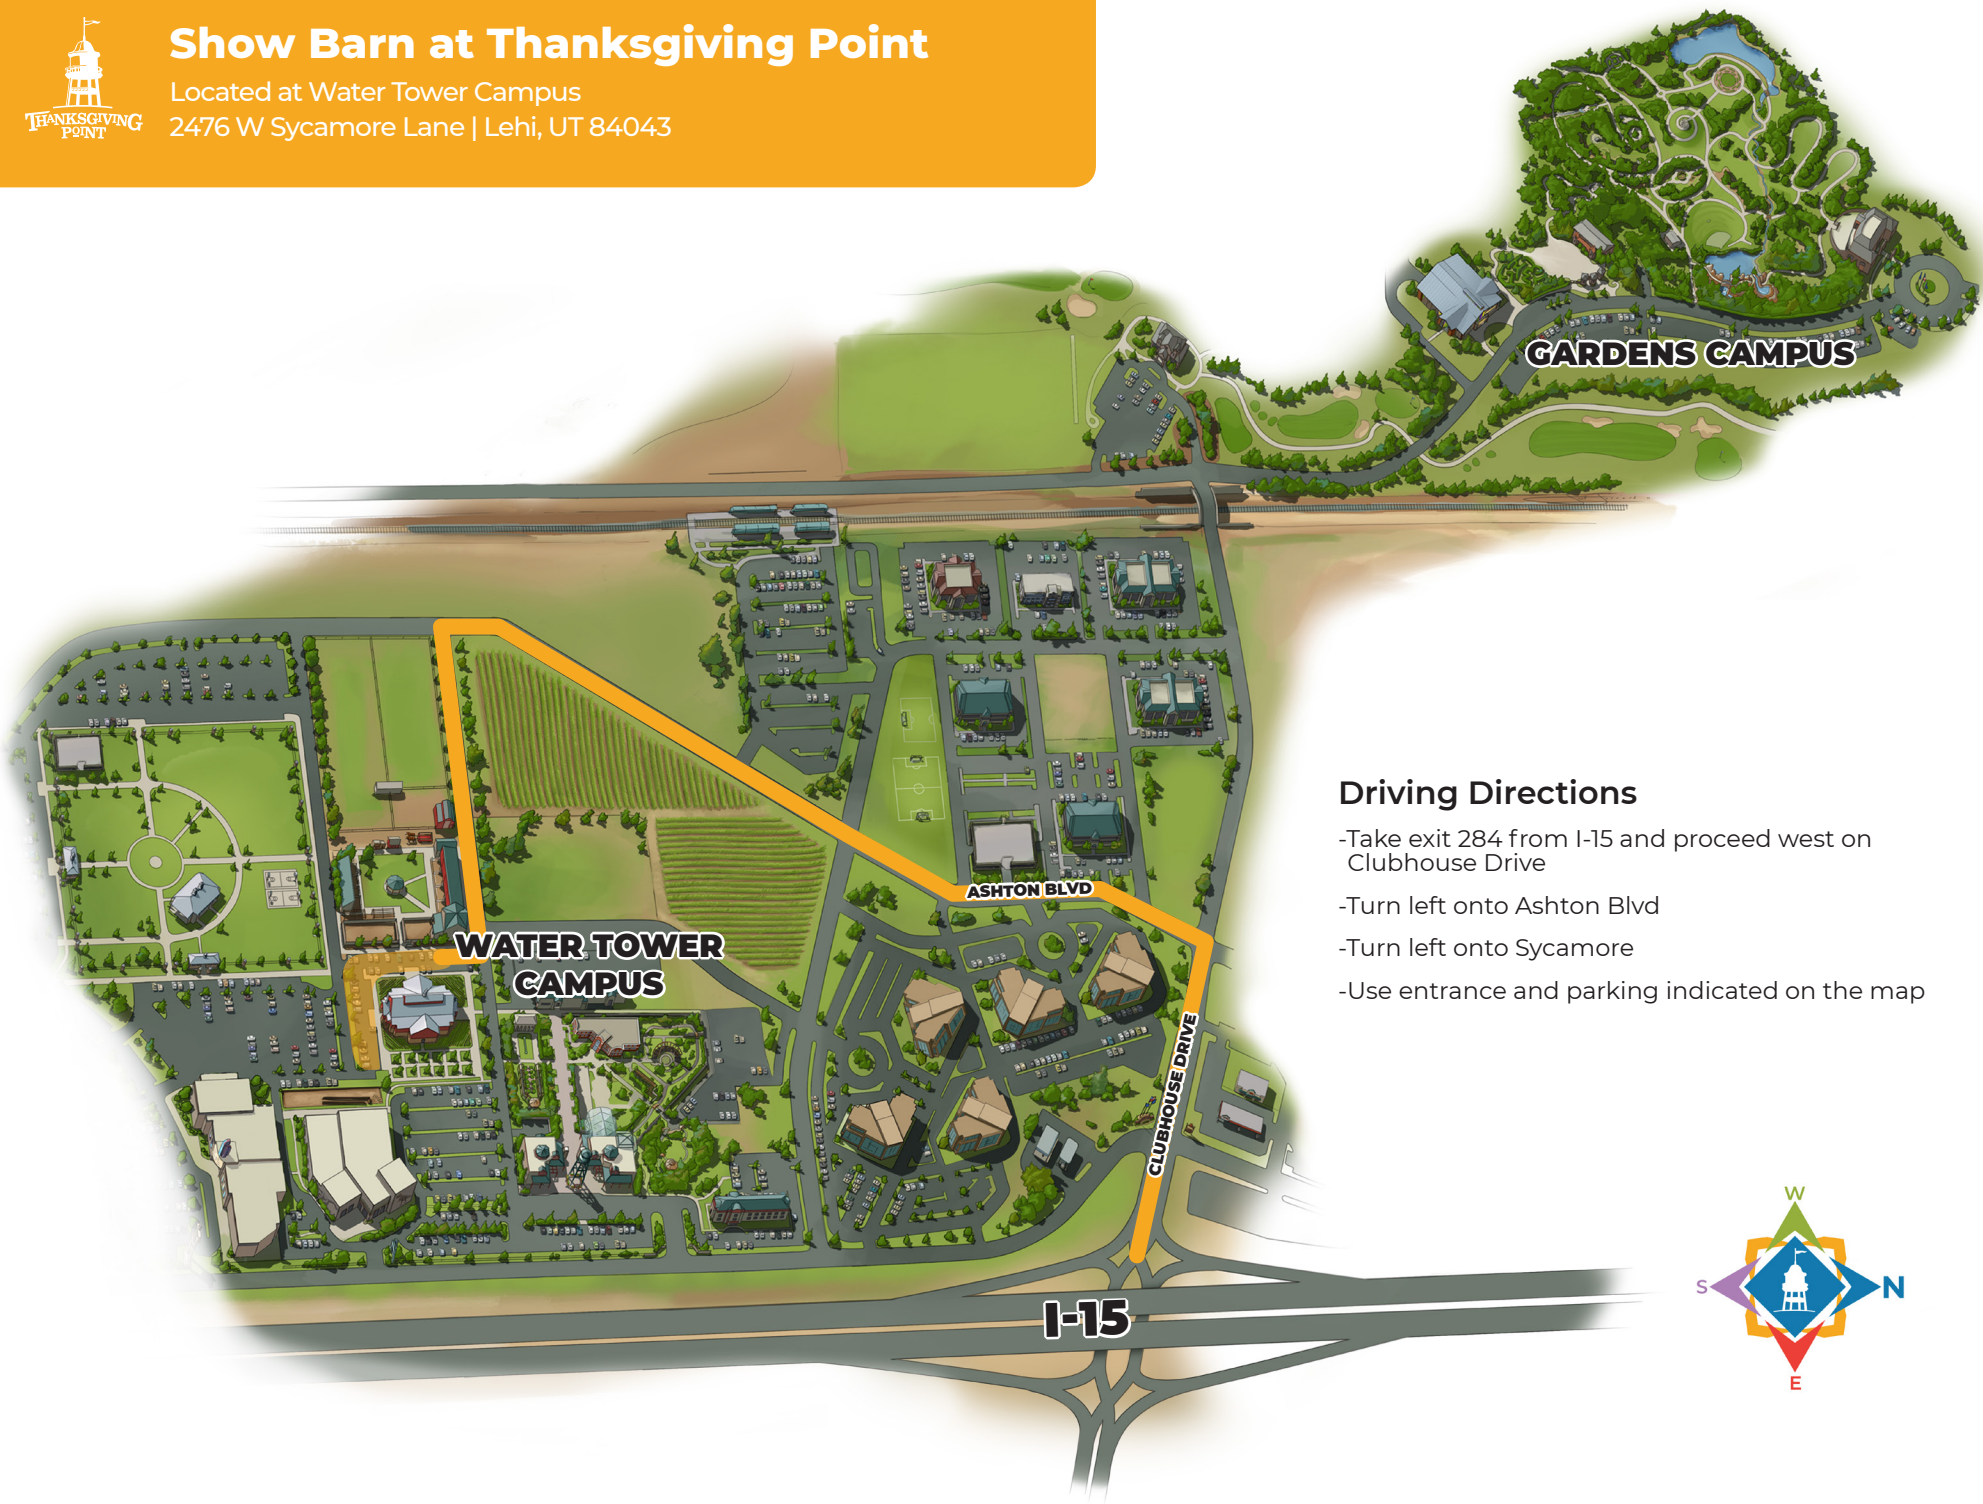 THANKSGIVING
POINT
Show Barn at Thanksgiving Point
Located at Water Tower Campus
2476 W Sycamore Lane | Lehi, UT 84043
GARDENS CAMPUS
Driving Directions
-Take exit 284 from I-15 and proceed west on
Clubhouse Drive
-Turn left onto Ashton Blvd
-Turn left onto Sycamore
-Use entrance and parking indicated on the map
ASHTON BLVD
WATER TOWER
CAMPUS
CLUBHOUSE DRIVE
I-15
W
S
N
E